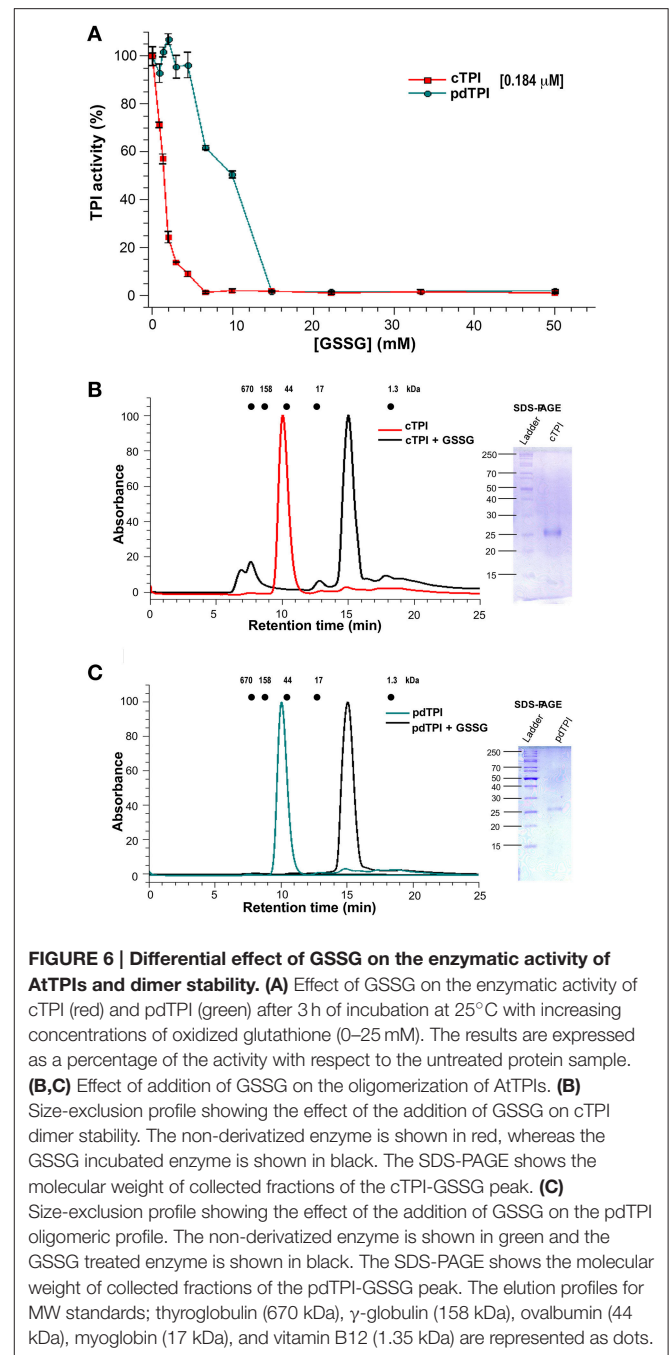 A
100
80
60
40
20
0
TPI activity (%)
cTPI [0.184 µM]
pdTPI
0 10 20 30 40 50
[GSSG] (mM)
B
670 158 44 17 1.3 kDa
100
80
60
40
20
0
Absorbance
cTPI
cTPI + GSSG
0 5 10 15 20 25
Retention time (min)
SDS-PAGE
Ladder
cTPI
250
70
50
40
30
25
20
15
C
670 158 44 17 1.3 kDa
100
80
60
40
20
0
Absorbance
pdTPI
pdTPI + GSSG
0 5 10 15 20 25
Retention time (min)
SDS-PAGE
Ladder
pdTPI
250
70
50
40
30
25
20
15
FIGURE 6 | Differential effect of GSSG on the enzymatic activity of
AtTPIs and dimer stability. (A) Effect of GSSG on the enzymatic activity of
cTPI (red) and pdTPI (green) after 3 h of incubation at 25°C with increasing
concentrations of oxidized glutathione (0–25 mM). The results are expressed
as a percentage of the activity with respect to the untreated protein sample.
(B,C) Effect of addition of GSSG on the oligomerization of AtTPIs. (B)
Size-exclusion profile showing the effect of the addition of GSSG on cTPI
dimer stability. The non-derivatized enzyme is shown in red, whereas the
GSSG incubated enzyme is shown in black. The SDS-PAGE shows the
molecular weight of collected fractions of the cTPI-GSSG peak. (C)
Size-exclusion profile showing the effect of the addition of GSSG on the pdTPI
oligomeric profile. The non-derivatized enzyme is shown in green and the
GSSG treated enzyme is shown in black. The SDS-PAGE shows the molecular
weight of collected fractions of the pdTPI-GSSG peak. The elution profiles for
MW standards; thyroglobulin (670 kDa), γ-globulin (158 kDa), ovalbumin (44
kDa), myoglobin (17 kDa), and vitamin B12 (1.35 kDa) are represented as dots.